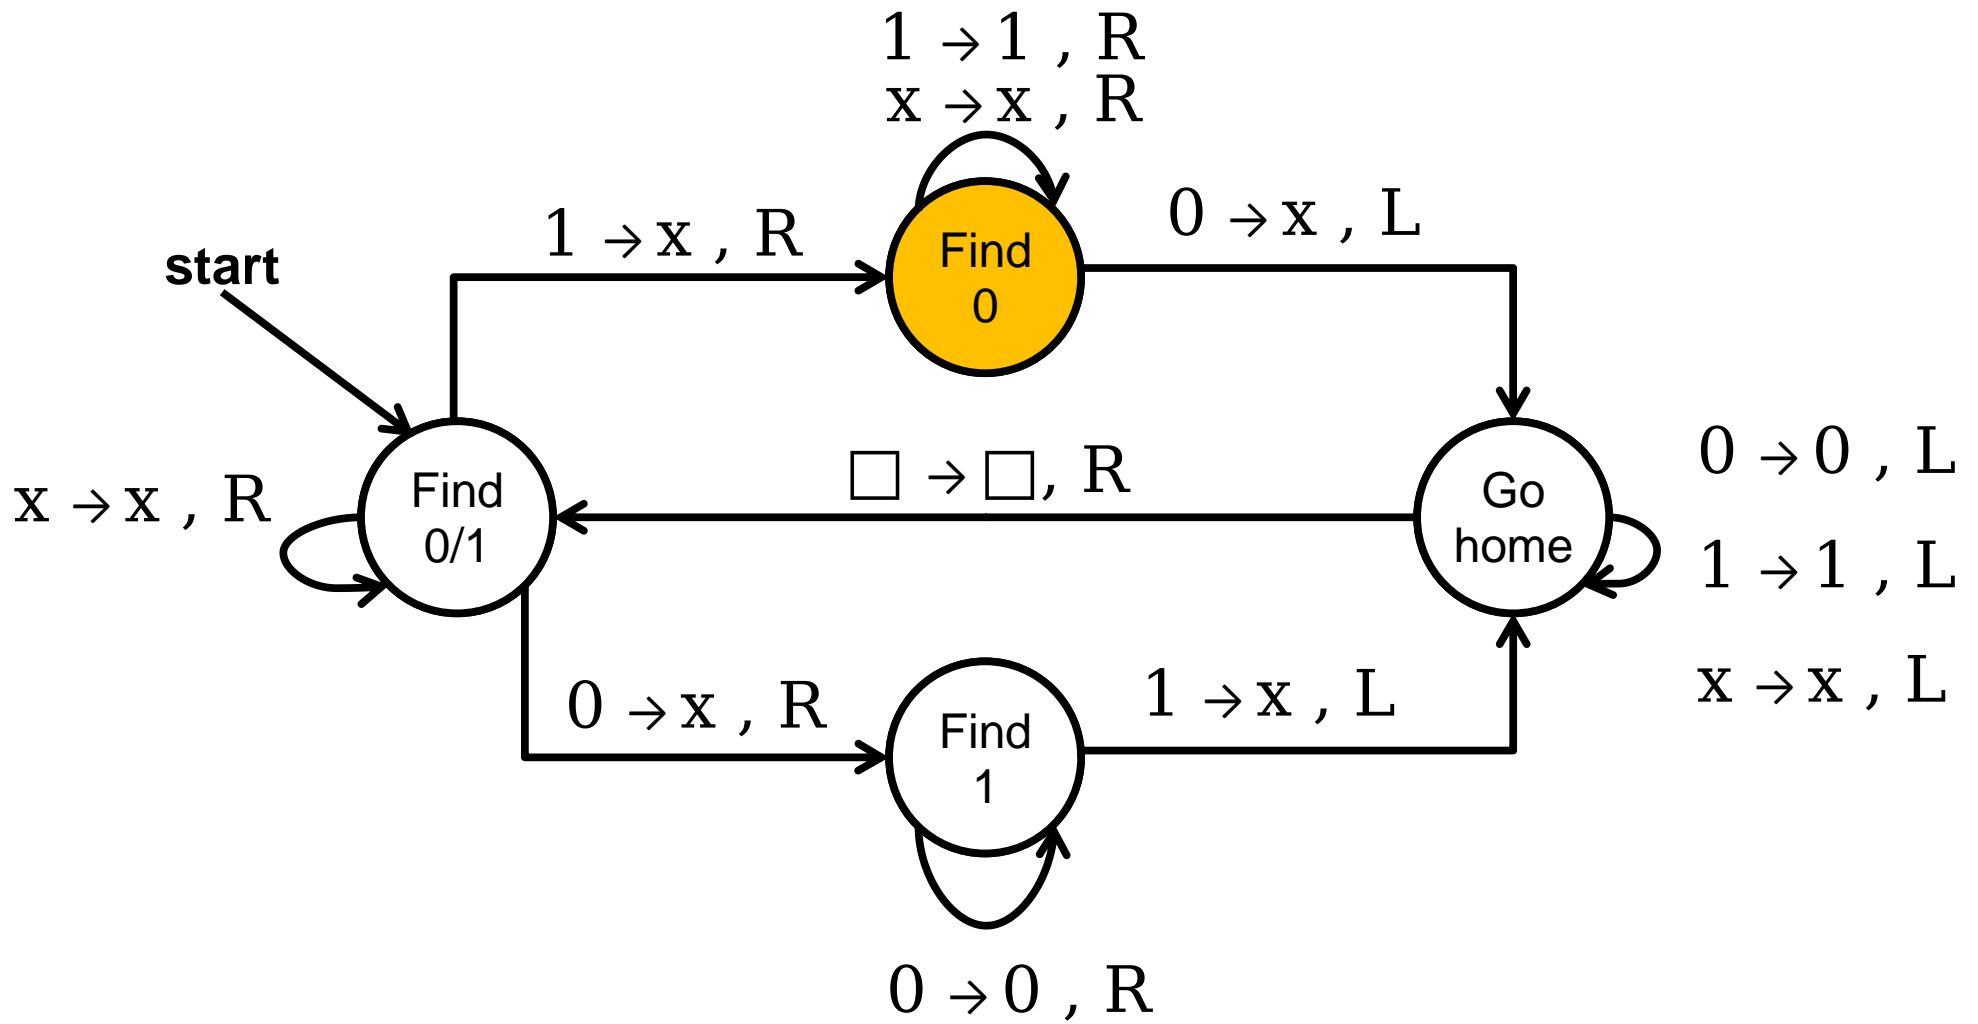 1 → 1 , R
x → x , R
0 → x , L
1 → x , R
start
Find
0
□ → □, R
0 → 0 , L
1 → 1 , L
x → x , L
x → x , R
Find
0/1
Go
home
0 → x , R
1 → x , L
Find
1
0 → 0 , R